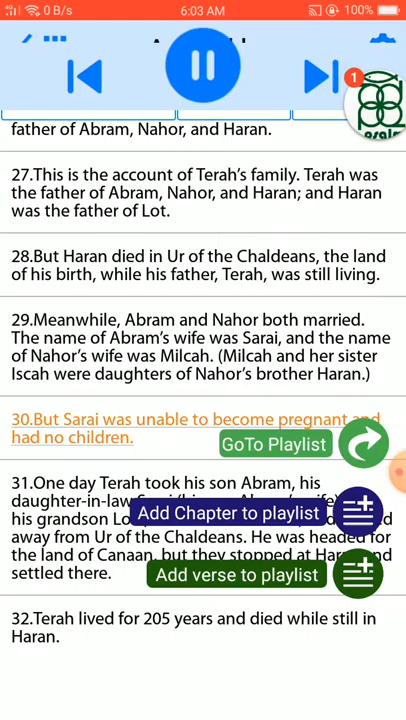 4G 0 B/s 6:03 AM 100%
1
asalm
father of Abram, Nahor, and Haran.
27.This is the account of Terah's family. Terah was
the father of Abram, Nahor, and Haran; and Haran
was the father of Lot.
28.But Haran died in Ur of the Chaldeans, the land
of his birth, while his father, Terah, was still living.
29.Meanwhile, Abram and Nahor both married.
The name of Abram's wife was Sarai, and the name
of Nahor's wife was Milcah. (Milcah and her sister
Iscah were daughters of Nahor's brother Haran.)
30.But Sarai was unable to become pregnant and
had no children.
GoTo Playlist
31.One day Terah took his son Abram, his
daughter-in-law
his grandson
Add Chapter to playlist
away from Ur of the Chaldeans. He was headed for
the land of Canaan, but they stopped at Haran and
settled there.
Add verse to playlist
32.Terah lived for 205 years and died while still in
Haran.